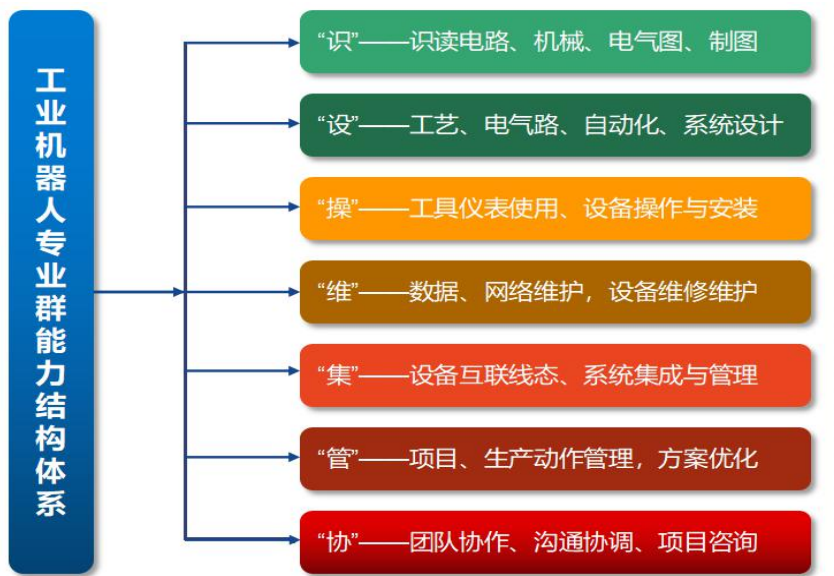 工业机器人专业群能力结构体系
“识”——识读电路、机械、电气图、制图
“设”——工艺、电气路、自动化、系统设计
“操”——工具仪表使用、设备操作与安装
“维”——数据、网络维护，设备维修维护
“集”——设备互联线态、系统集成与管理
“管”——项目、生产动作管理，方案优化
“协”——团队协作、沟通协调、项目咨询